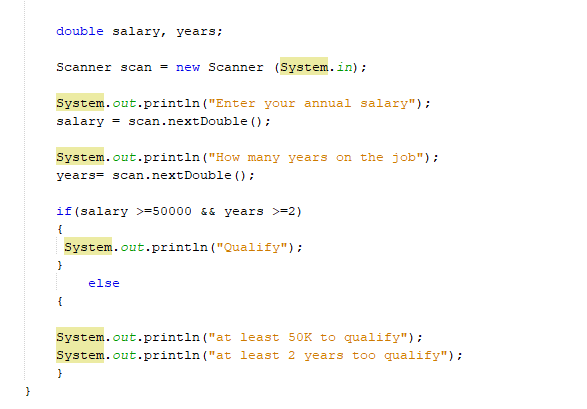 double salary, years;
Scanner scan = new Scanner (System.in);
System.out.println("Enter your annual salary");
salary = scan.nextDouble();
System.out.println("How many years on the job");
years= scan.nextDouble();
if(salary >=50000 && years >=2)
{
System.out.println("Qualify");
}
else
{
System.out.println("at least 50K to qualify");
System.out.println("at least 2 years too qualify");
}
}